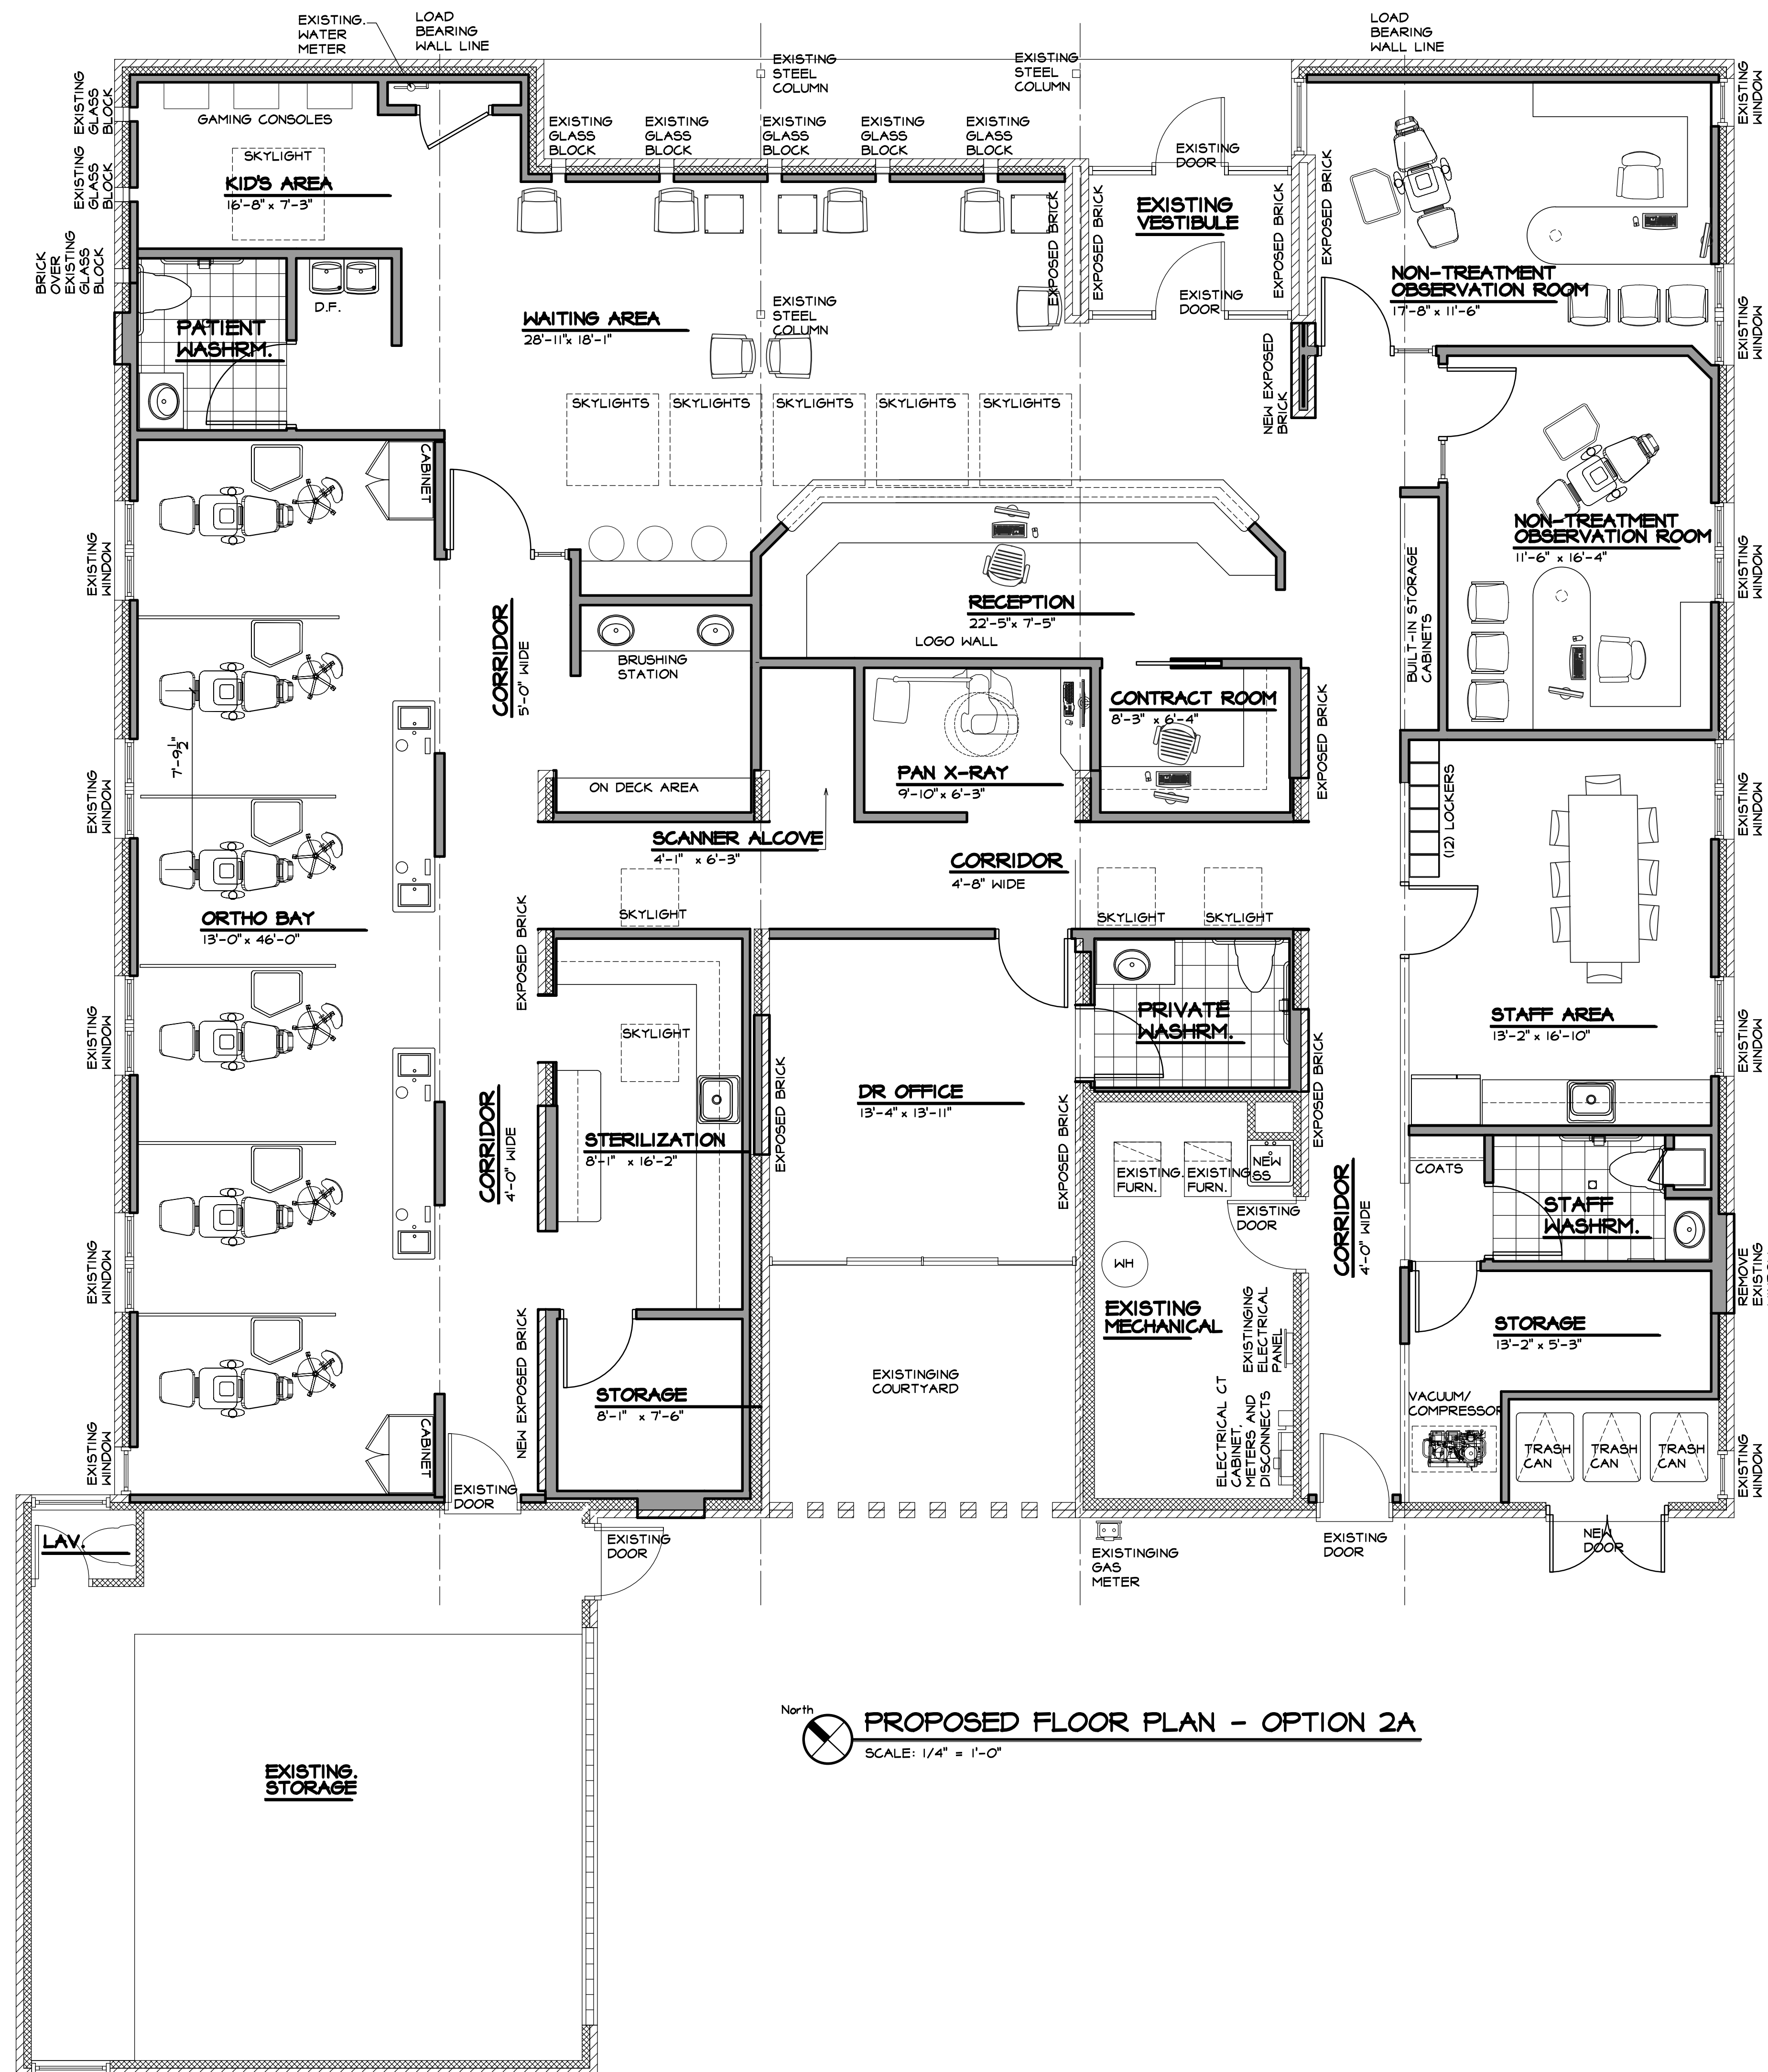 EXISTING.
WATER
METER
LOAD
BEARING
WALL LINE
EXISTING
STEEL
COLUMN
EXISTING
STEEL
COLUMN
LOAD
BEARING
WALL LINE
EXISTING
GLASS
BLOCK
EXISTING
GLASS
BLOCK
BRICK
OVER
EXISTING
GLASS
BLOCK
GAMING CONSOLES
SKYLIGHT
KID'S AREA
16'-8" x 7'-3"
EXISTING
GLASS
BLOCK
EXISTING
GLASS
BLOCK
EXISTING
GLASS
BLOCK
EXISTING
GLASS
BLOCK
EXISTING
GLASS
BLOCK
EXISTING
DOOR
EXPOSED BRICK
EXPOSED BRICK
EXISTING
VESTIBULE
EXPOSED BRICK
EXPOSED BRICK
EXISTING
DOOR
EXISTING
WINDOW
NON-TREATMENT
OBSERVATION ROOM
17'-8" x 11'-6"
EXISTING
WINDOW
D.F.
PATIENT
WASHRM.
WAITING AREA
28'-11"x 18'-1"
EXISTING
STEEL
COLUMN
NEW EXPOSED
BRICK
SKYLIGHTS
SKYLIGHTS
SKYLIGHTS
SKYLIGHTS
SKYLIGHTS
CABINET
EXISTING
WINDOW
NON-TREATMENT
OBSERVATION ROOM
11'-6" x 16'-4"
EXISTING
WINDOW
BUILT-IN STORAGE
CABINETS
CORRIDOR
5'-0" WIDE
RECEPTION
22'-5"x 7'-5"
LOGO WALL
BRUSHING
STATION
CONTRACT ROOM
8'-3" x 6'-4"
EXPOSED BRICK
7'-9 1/2"
EXISTING
WINDOW
PAN X-RAY
9'-10"x 6'-3"
ON DECK AREA
SCANNER ALCOVE
4'-1" x 6'-3"
CORRIDOR
4'-8" WIDE
(12) LOCKERS
EXISTING
WINDOW
ORTHO BAY
13'-0"x 46'-0"
EXPOSED BRICK
SKYLIGHT
SKYLIGHT
SKYLIGHT
EXISTING
WINDOW
SKYLIGHT
PRIVATE
WASHRM.
STAFF AREA
13'-2"x 16'-10"
EXISTING
WINDOW
CORRIDOR
4'-0" WIDE
STERILIZATION
8'-1" x 16'-2"
EXPOSED BRICK
DR OFFICE
13'-4"x 13'-11"
EXPOSED BRICK
EXPOSED BRICK
EXISTING.
FURN.
EXISTING
FURN.
NEW
SS
EXISTING
DOOR
CORRIDOR
4'-0" WIDE
COATS
STAFF
WASHRM.
REMOVE
EXISTING
EXISTING
WINDOW
WH
EXISTING
MECHANICAL
EXISTINGING
ELECTRICAL
PANEL
STORAGE
13'-2"x 5'-3"
NEW EXPOSED BRICK
STORAGE
8'-1" x 7'-6"
EXISTINGING
COURTYARD
ELECTRICAL CT
CABINET,
METERS AND
DISCONNECTS
VACUUM/
COMPRESSOR
TRASH
CAN
TRASH
CAN
TRASH
CAN
EXISTING
WINDOW
EXISTING
WINDOW
CABINET
EXISTING
DOOR
LAV.
EXISTING
DOOR
EXISTINGING
GAS
METER
EXISTING
DOOR
NEW
DOOR
North
PROPOSED FLOOR PLAN - OPTION 2A
SCALE: 1/4" = 1'-0"
EXISTING.
STORAGE